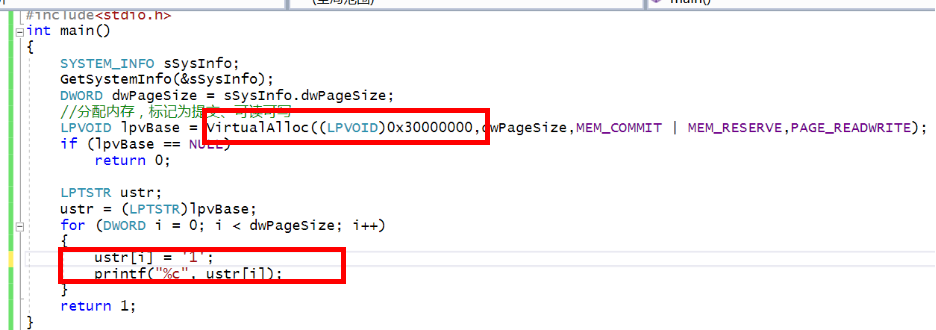 (全局范围) main()
#include<stdio.h>
int main()
{
SYSTEM_INFO sSysInfo;
GetSystemInfo(&sSysInfo);
DWORD dwPageSize = sSysInfo.dwPageSize;
//分配内存，标记为提交、可读可写
LPVOID lpvBase = VirtualAlloc((LPVOID)0x30000000,dwPageSize,MEM_COMMIT | MEM_RESERVE,PAGE_READWRITE);
if (lpvBase == NULL)
return 0;
LPTSTR ustr;
ustr = (LPTSTR)lpvBase;
for (DWORD i = 0; i < dwPageSize; i++)
{
ustr[i] = '1';
printf("%c", ustr[i]);
}
return 1;
}